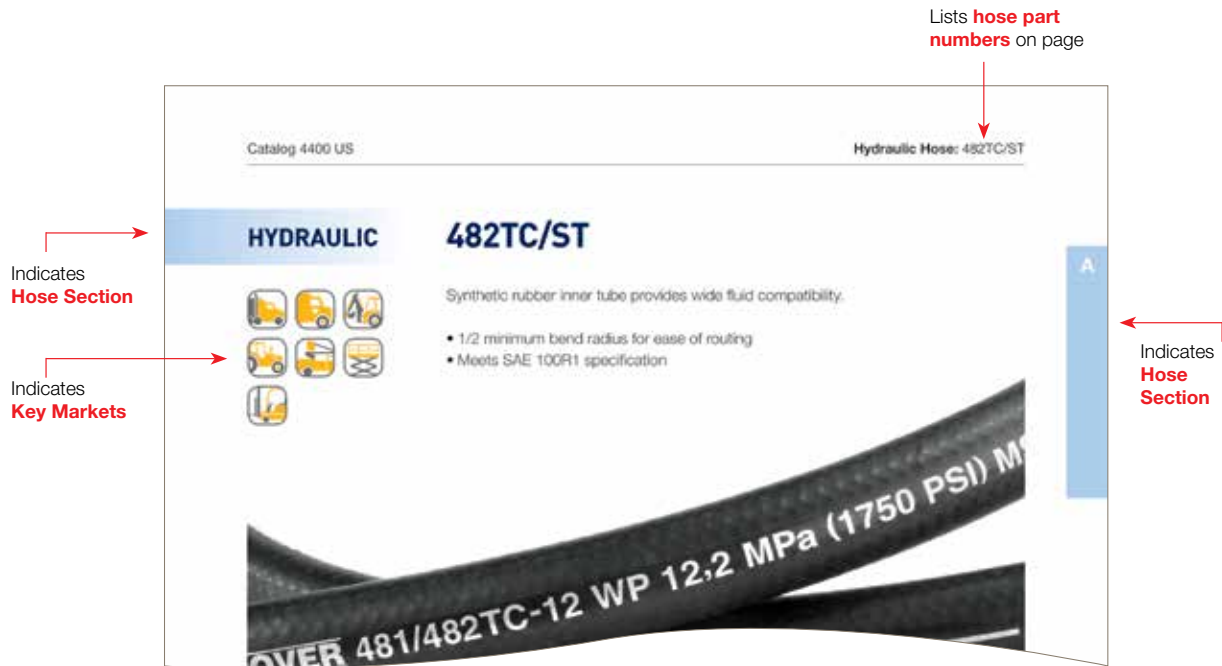 Lists hose part
numbers on page
Catalog 4400 US
Hydraulic Hose: 482TC/ST
HYDRAULIC
482TC/ST
A
Indicates
Hose Section
Synthetic rubber inner tube provides wide fluid compatibility.
• 1/2 minimum bend radius for ease of routing
• Meets SAE 100R1 specification
Indicates
Hose
Section
Indicates
Key Markets
OVER 481/482TC-12 WP 12,2 MPa (1750 PSI) M